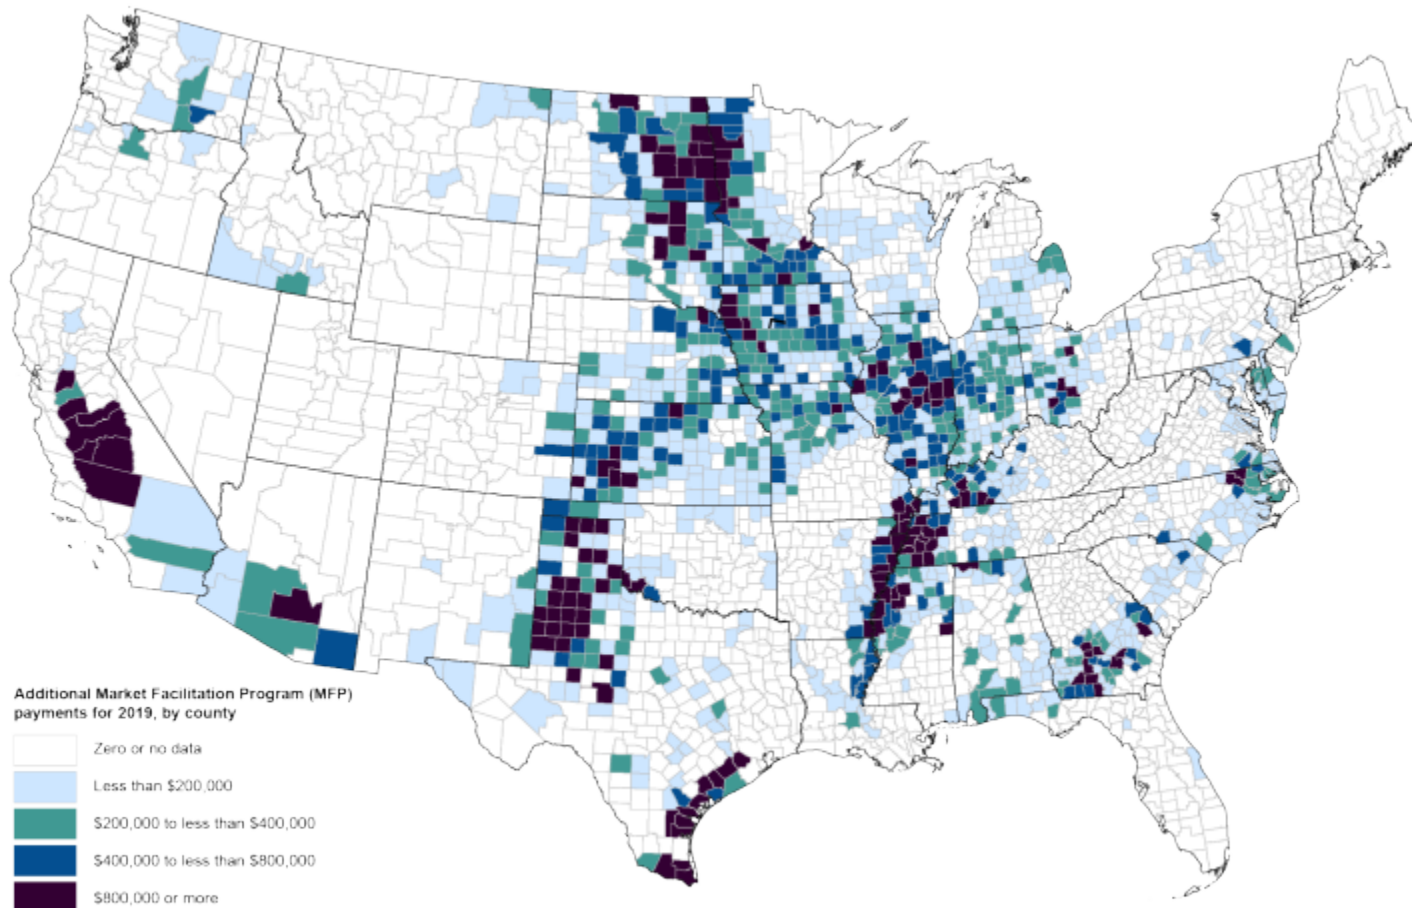 Additional Market Facilitation Program (MFP)
payments for 2019, by county
Zero or no data
Less than $200,000
$200,000 to less than $400,000
$400,000 to less than $800,000
$800,000 or more